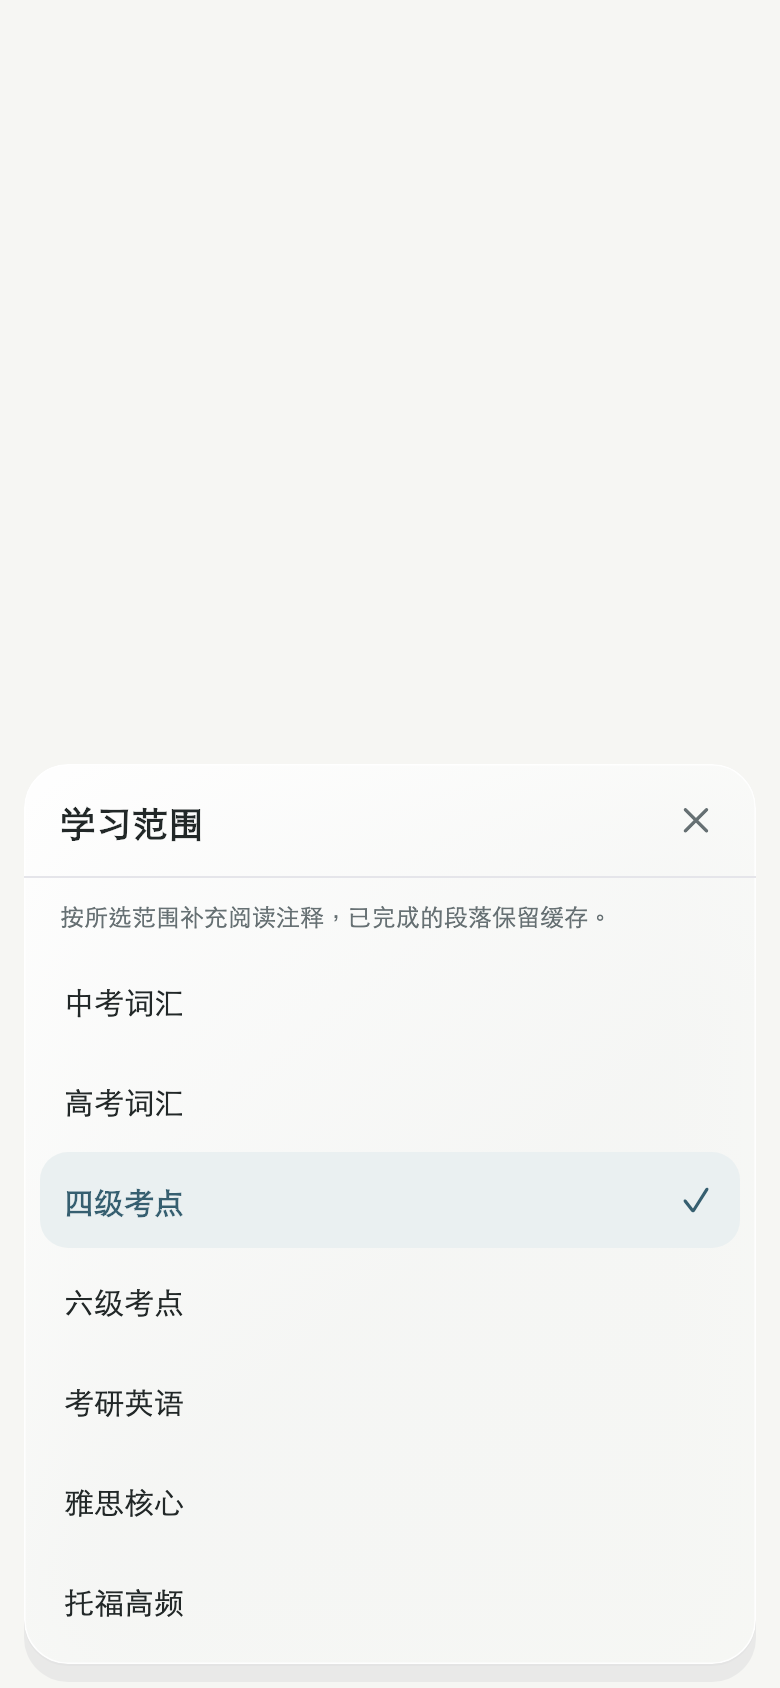 学习范围
按所选范围补充阅读注释，已完成的段落保留缓存。
中考词汇
高考词汇
四级考点
六级考点
考研英语
雅思核心
托福高频